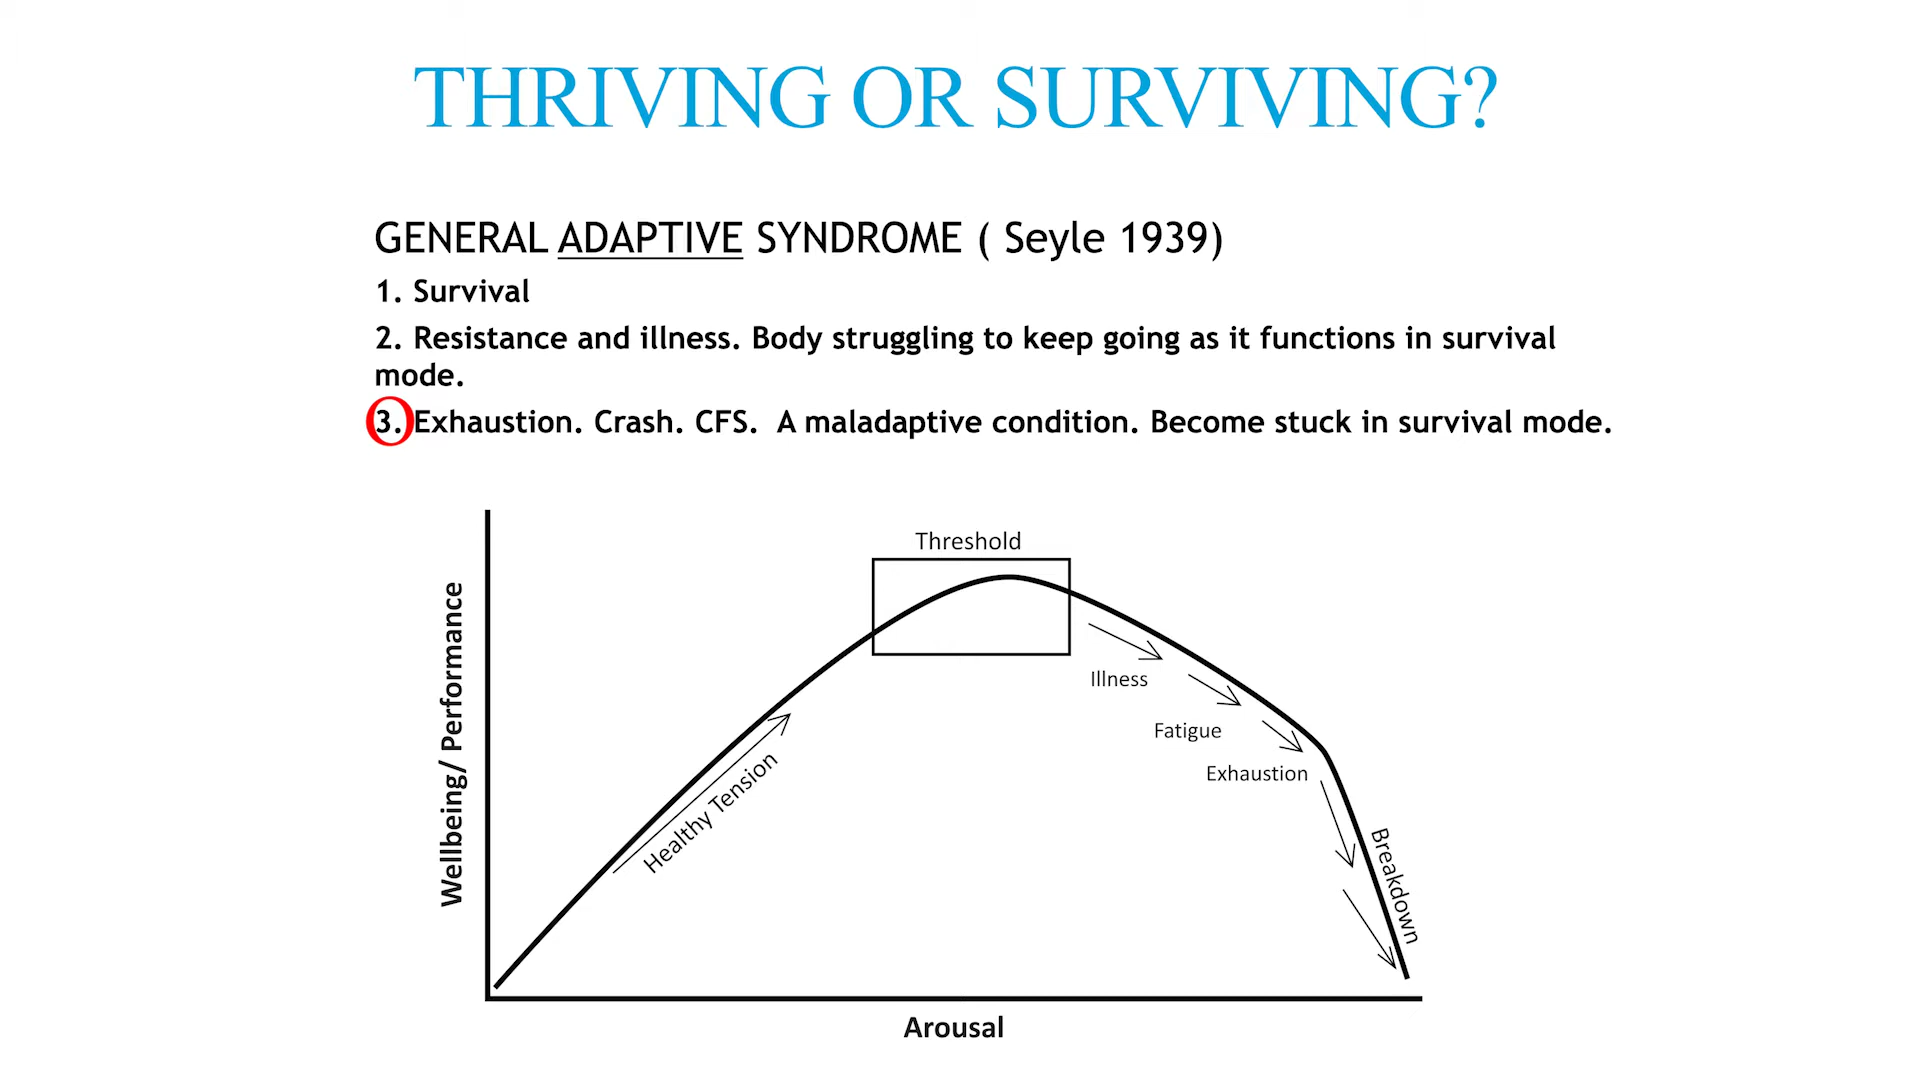 THRIVING OR SURVIVING?
GENERAL ADAPTIVE SYNDROME ( Seyle 1939)
1. Survival
2. Resistance and illness. Body struggling to keep going as it functions in survival
mode.
3. Exhaustion. Crash. CFS.  A maladaptive condition. Become stuck in survival mode.
Threshold
Wellbeing/ Performance
Healthy Tension
Illness
Fatigue
Exhaustion
Breakdown
Arousal